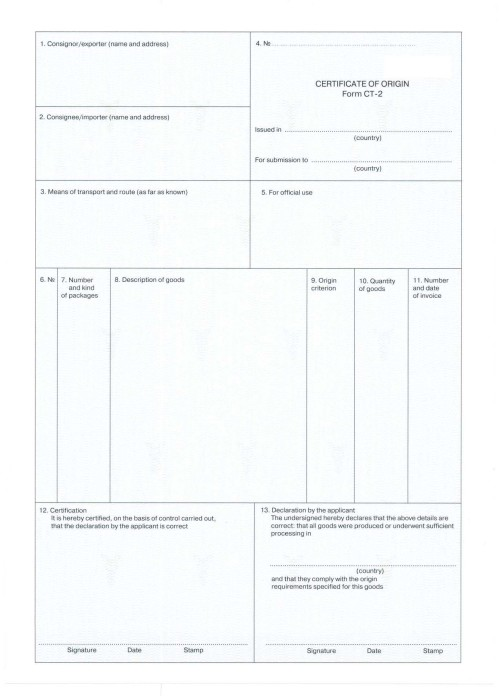 1. Consignor/exporter (name and address)
4. №
CERTIFICATE OF ORIGIN
Form CT-2
2. Consignee/importer (name and address)
Issued in
(country)
For submission to
(country)
3. Means of transport and route (as far as known)
5. For official use
6. №
7. Number
and kind
of packages
8. Description of goods
9. Origin
criterion
10. Quantity
of goods
11. Number
and date
of invoice
12. Certification
It is hereby certified, on the basis of control carried out,
that the declaration by the applicant is correct
Signature Date Stamp
13. Declaration by the applicant
The undersigned hereby declares that the above details are
correct: that all goods were produced or underwent sufficient
processing in
(country)
and that they comply with the origin
requirements specified for this goods
Signature Date Stamp